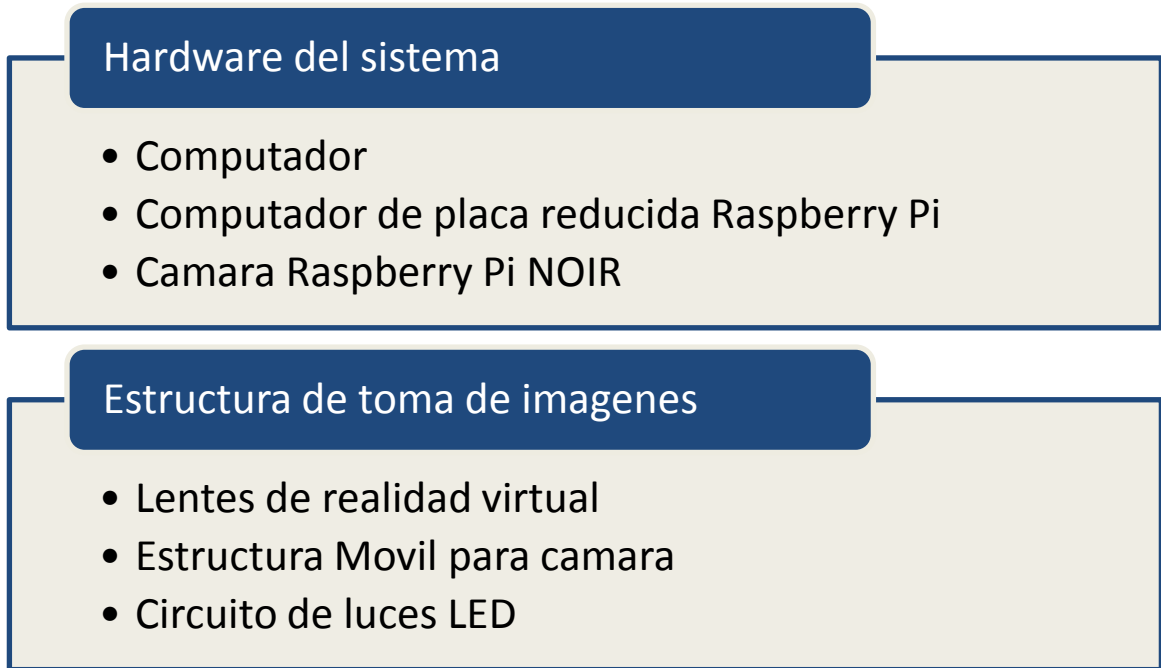 Hardware del sistema
• Computador
• Computador de placa reducida Raspberry Pi
• Camara Raspberry Pi NOIR
Estructura de toma de imagenes
• Lentes de realidad virtual
• Estructura Movil para camara
• Circuito de luces LED